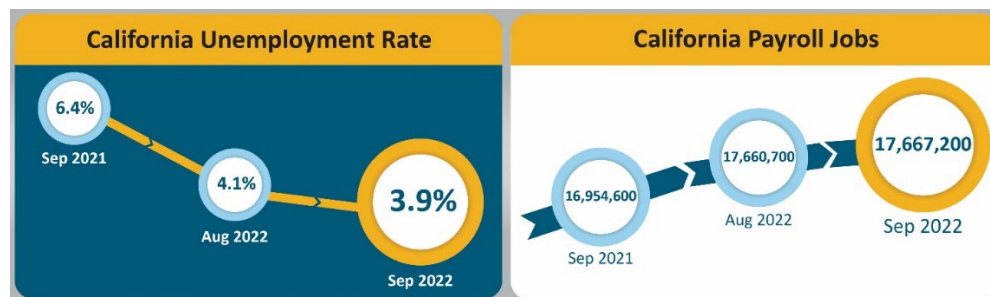 California Unemployment Rate
6.4%
Sep 2021
4.1%
Aug 2022
3.9%
Sep 2022
California Payroll Jobs
16,954,600
Sep 2021
17,660,700
Aug 2022
17,667,200
Sep 2022